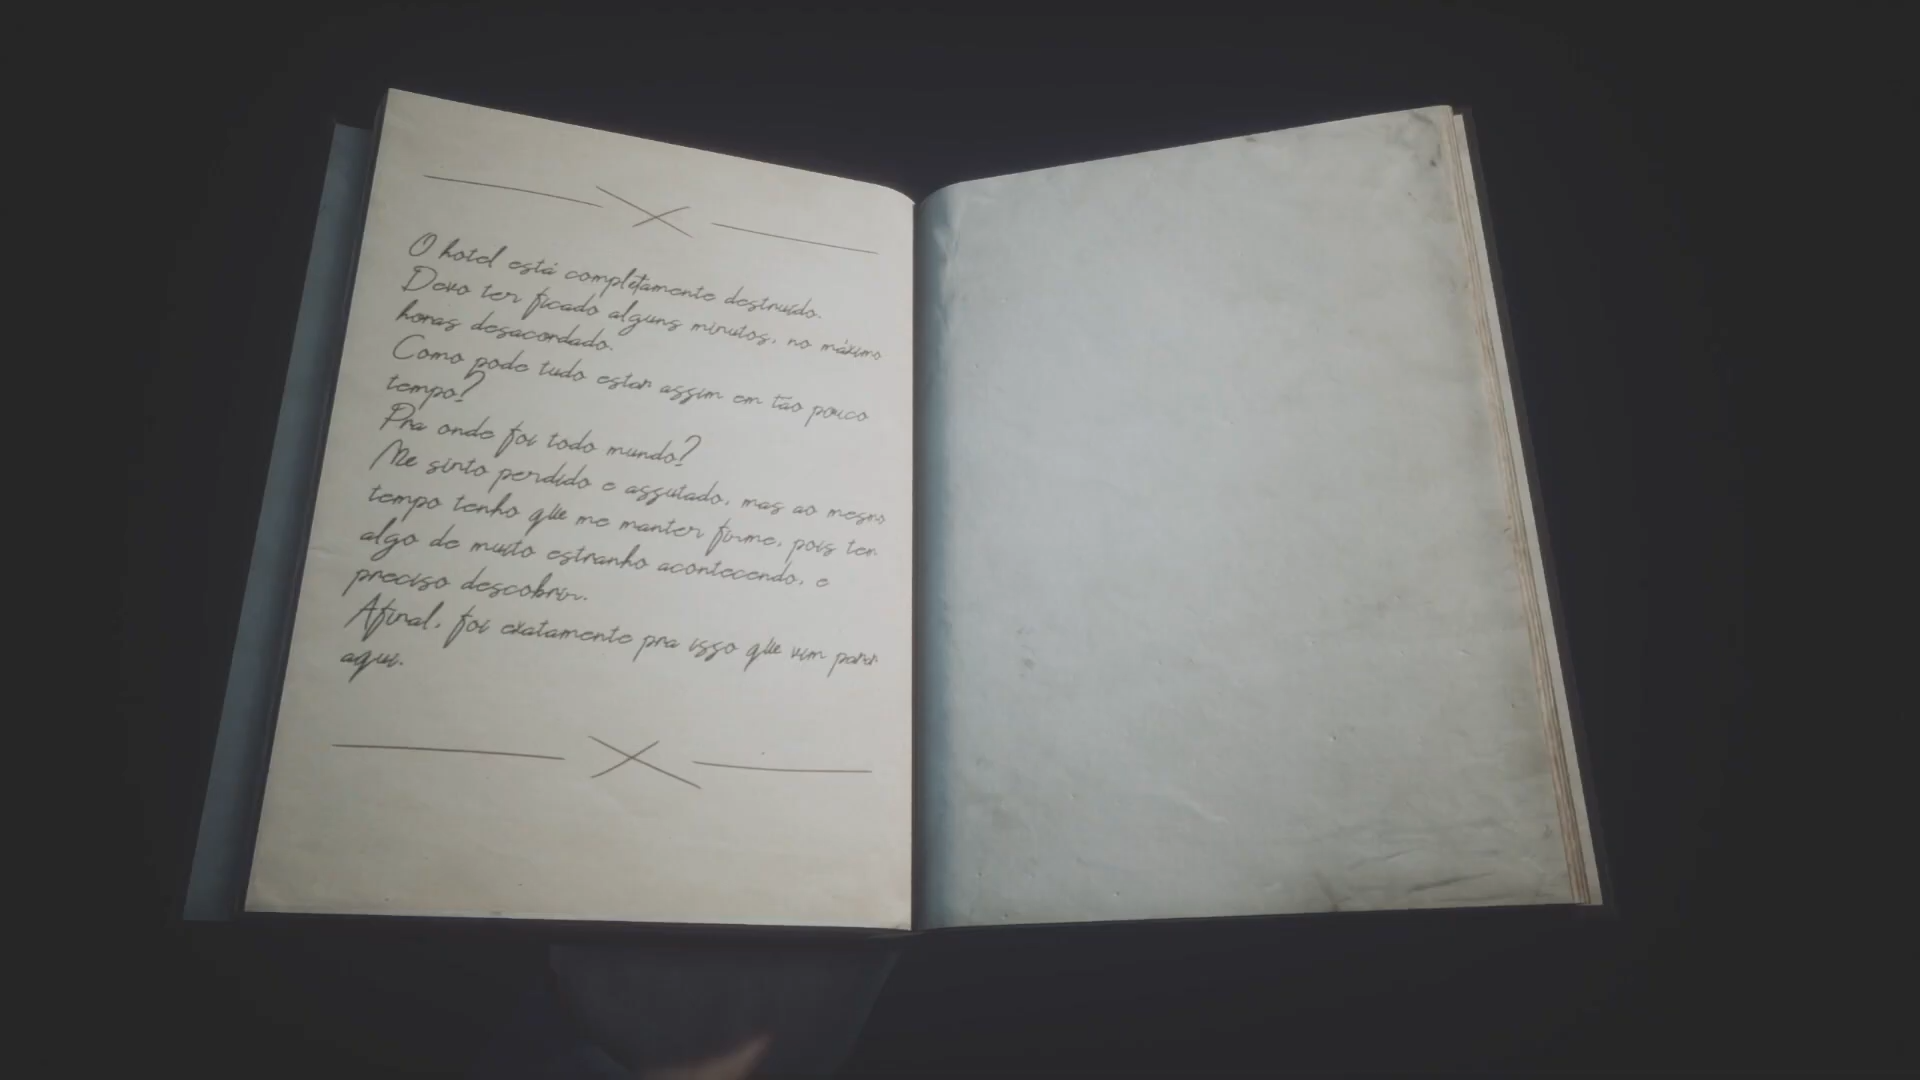 O hotel está completamente destruído.
Devo ter ficado alguns minutos, no máximo
horas desacordado.
Como pode tudo estar assim em tão pouco
tempo?
Pra onde foi todo mundo?
Me sinto perdido e assutado, mas ao mesmo
tempo tenho que me manter firme, pois tem
algo de muito estranho acontecendo, e
preciso descobrir.
Afinal, foi exatamente pra isso que vim parar
aqui.